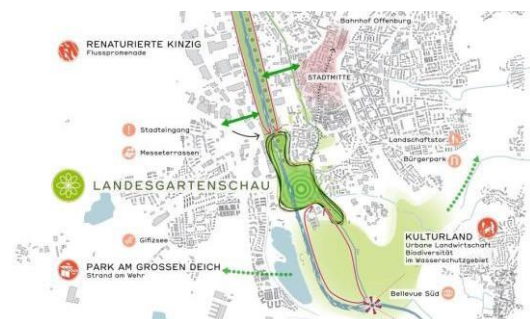 Bahnhof Offenburg
RENATURIERTE KINZIG
Flusspromenade
STADTMITTE
Stadteingang
Messeterrassen
Landschaftstor
Bürgerpark
LANDESGARTENSCHAU
Gifizsee
KULTURLAND
Urbane Landwirtschaft
Biodiversität
im Wasserschutzgebiet
PARK AM GROSSEN DEICH
Strand am Wehr
Bellevue Süd